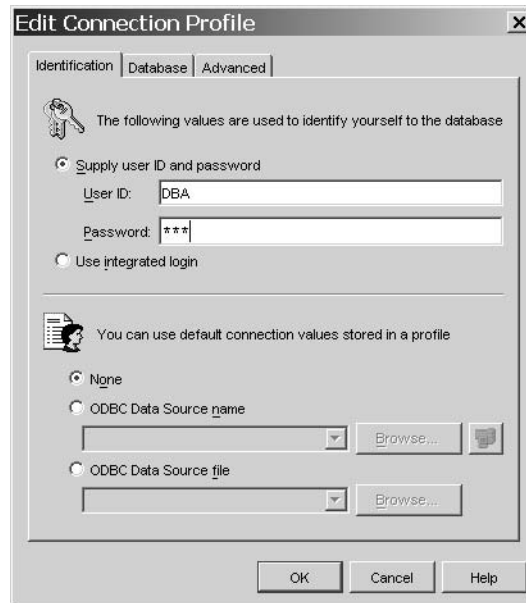 Edit Connection Profile
Identification Database Advanced
The following values are used to identify yourself to the database
Supply user ID and password
User ID: DBA
Password: ***
Use integrated login
You can use default connection values stored in a profile
None
ODBC Data Source name
Browse...
ODBC Data Source file
Browse...
OK Cancel Help